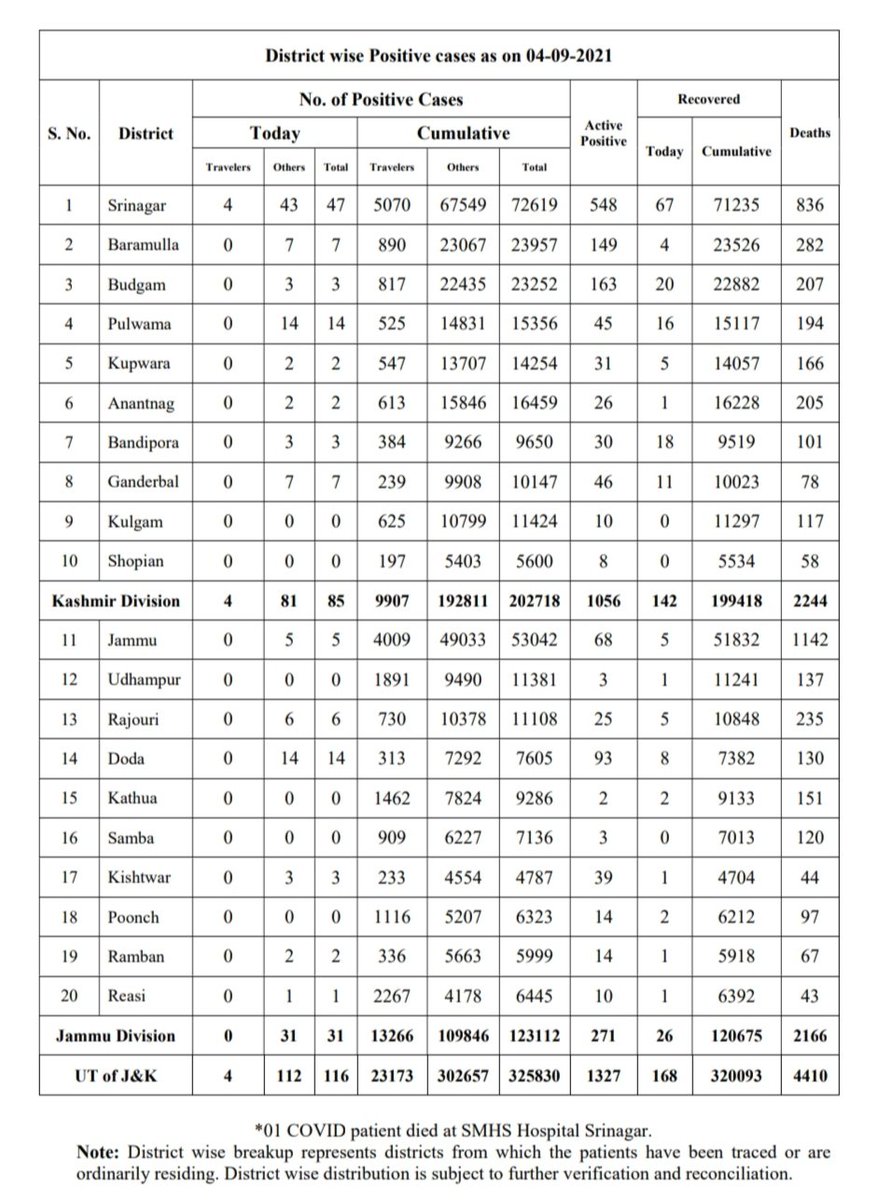 District wise Positive cases as on 04-09-2021
S. No. District No. of Positive Cases Active Positive Recovered Deaths
Today Cumulative Today Cumulative
Travelers Others Total Travelers Others Total
1 Srinagar 4 43 47 5070 67549 72619 548 67 71235 836
2 Baramulla 0 7 7 890 23067 23957 149 4 23526 282
3 Budgam 0 3 3 817 22435 23252 163 20 22882 207
4 Pulwama 0 14 14 525 14831 15356 45 16 15117 194
5 Kupwara 0 2 2 547 13707 14254 31 5 14057 166
6 Anantnag 0 2 2 613 15846 16459 26 1 16228 205
7 Bandipora 0 3 3 384 9266 9650 30 18 9519 101
8 Ganderbal 0 7 7 239 9908 10147 46 11 10023 78
9 Kulgam 0 0 0 625 10799 11424 10 0 11297 117
10 Shopian 0 0 0 197 5403 5600 8 0 5534 58
Kashmir Division 4 81 85 9907 192811 202718 1056 142 199418 2244
11 Jammu 0 5 5 4009 49033 53042 68 5 51832 1142
12 Udhampur 0 0 0 1891 9490 11381 3 1 11241 137
13 Rajouri 0 6 6 730 10378 11108 25 5 10848 235
14 Doda 0 14 14 313 7292 7605 93 8 7382 130
15 Kathua 0 0 0 1462 7824 9286 2 2 9133 151
16 Samba 0 0 0 909 6227 7136 3 0 7013 120
17 Kishtwar 0 3 3 233 4554 4787 39 1 4704 44
18 Poonch 0 0 0 1116 5207 6323 14 2 6212 97
19 Ramban 0 2 2 336 5663 5999 14 1 5918 67
20 Reasi 0 1 1 2267 4178 6445 10 1 6392 43
Jammu Division 0 31 31 13266 109846 123112 271 26 120675 2166
UT of J&K 4 112 116 23173 302657 325830 1327 168 320093 4410
*01 COVID patient died at SMHS Hospital Srinagar.
Note: District wise breakup represents districts from which the patients have been traced or are
ordinarily residing. District wise distribution is subject to further verification and reconciliation.